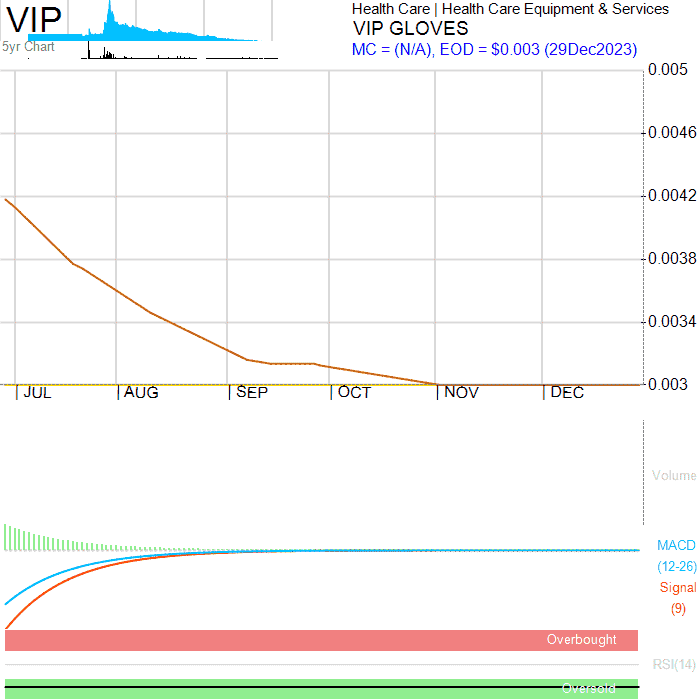 VIP
5yr Chart
Health Care | Health Care Equipment & Services
VIP GLOVES
MC = (N/A), EOD = $0.003 (29Dec2023)
0.005
0.0046
0.0042
0.0038
0.0034
0.003
JUL AUG SEP OCT NOV DEC
Volume
MACD
(12-26)
Signal
(9)
Overbought
RSI(14)
Oversold